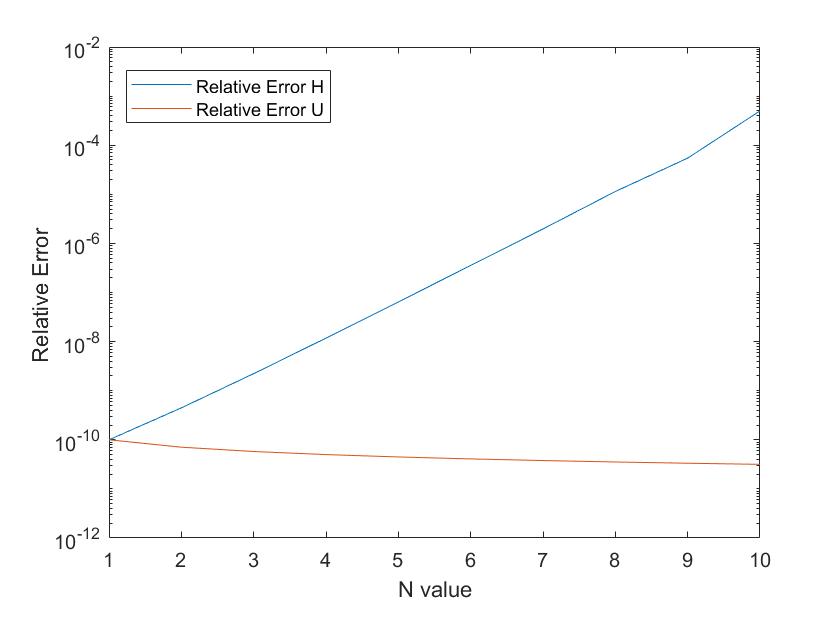 10^-2
10^-4
10^-6
10^-8
10^-10
10^-12
Relative Error
Relative Error H
Relative Error U
1 2 3 4 5 6 7 8 9 10
N value